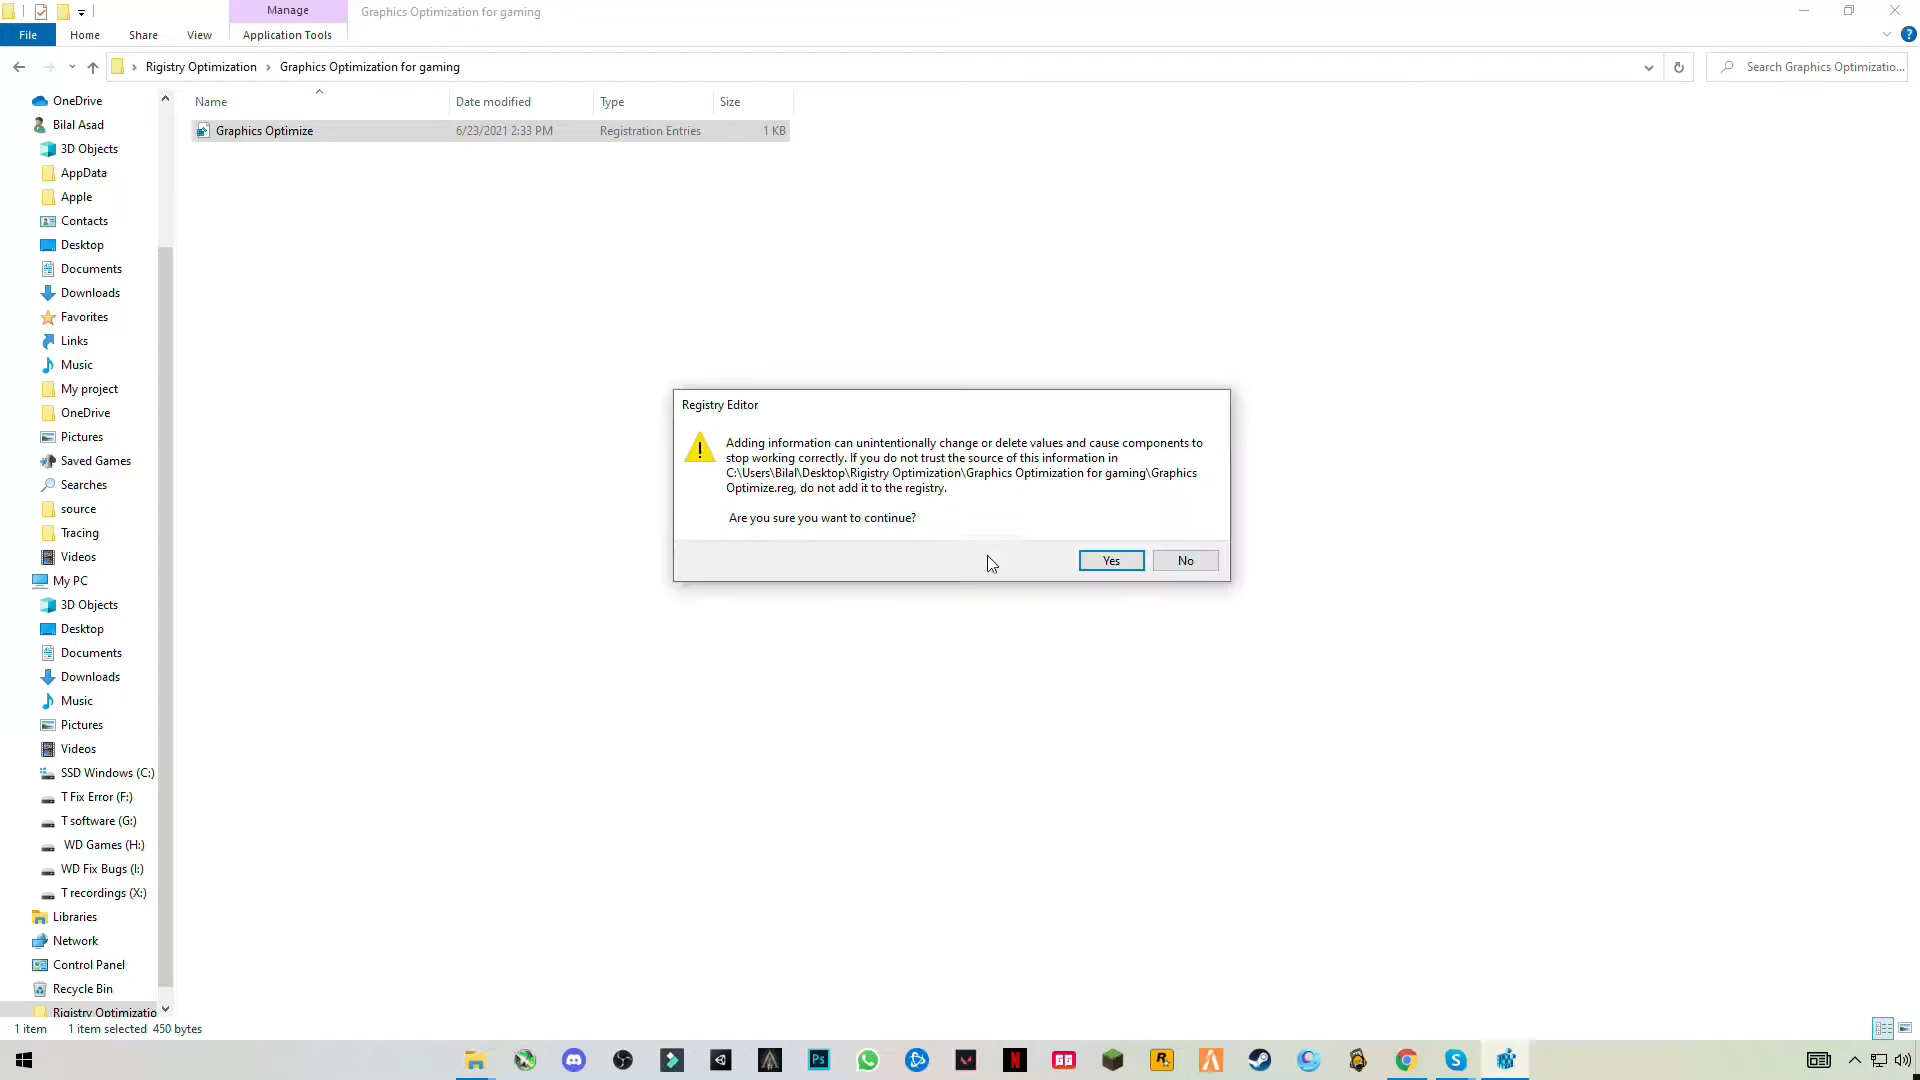 Manage
Graphics Optimization for gaming
File
Home
Share
View
Application Tools
Rigistry Optimization
Graphics Optimization for gaming
Search Graphics Optimizatio...
Name
Date modified
Type
Size
Graphics Optimize
6/23/2021 2:33 PM
Registration Entries
1 KB
OneDrive
Bilal Asad
3D Objects
AppData
Apple
Contacts
Desktop
Documents
Downloads
Favorites
Links
Music
My project
OneDrive
Pictures
Saved Games
Searches
source
Tracing
Videos
My PC
3D Objects
Desktop
Documents
Downloads
Music
Pictures
Videos
SSD Windows (C:)
T Fix Error (F:)
T software (G:)
WD Games (H:)
WD Fix Bugs (I:)
T recordings (X:)
Libraries
Network
Control Panel
Recycle Bin
Rigistry Optimizatio
Registry Editor
Adding information can unintentionally change or delete values and cause components to
stop working correctly. If you do not trust the source of this information in
C:\Users\Bilal\Desktop\Rigistry Optimization\Graphics Optimization for gaming\Graphics
Optimize.reg, do not add it to the registry.
Are you sure you want to continue?
Yes
No
1 item
1 item selected 450 bytes